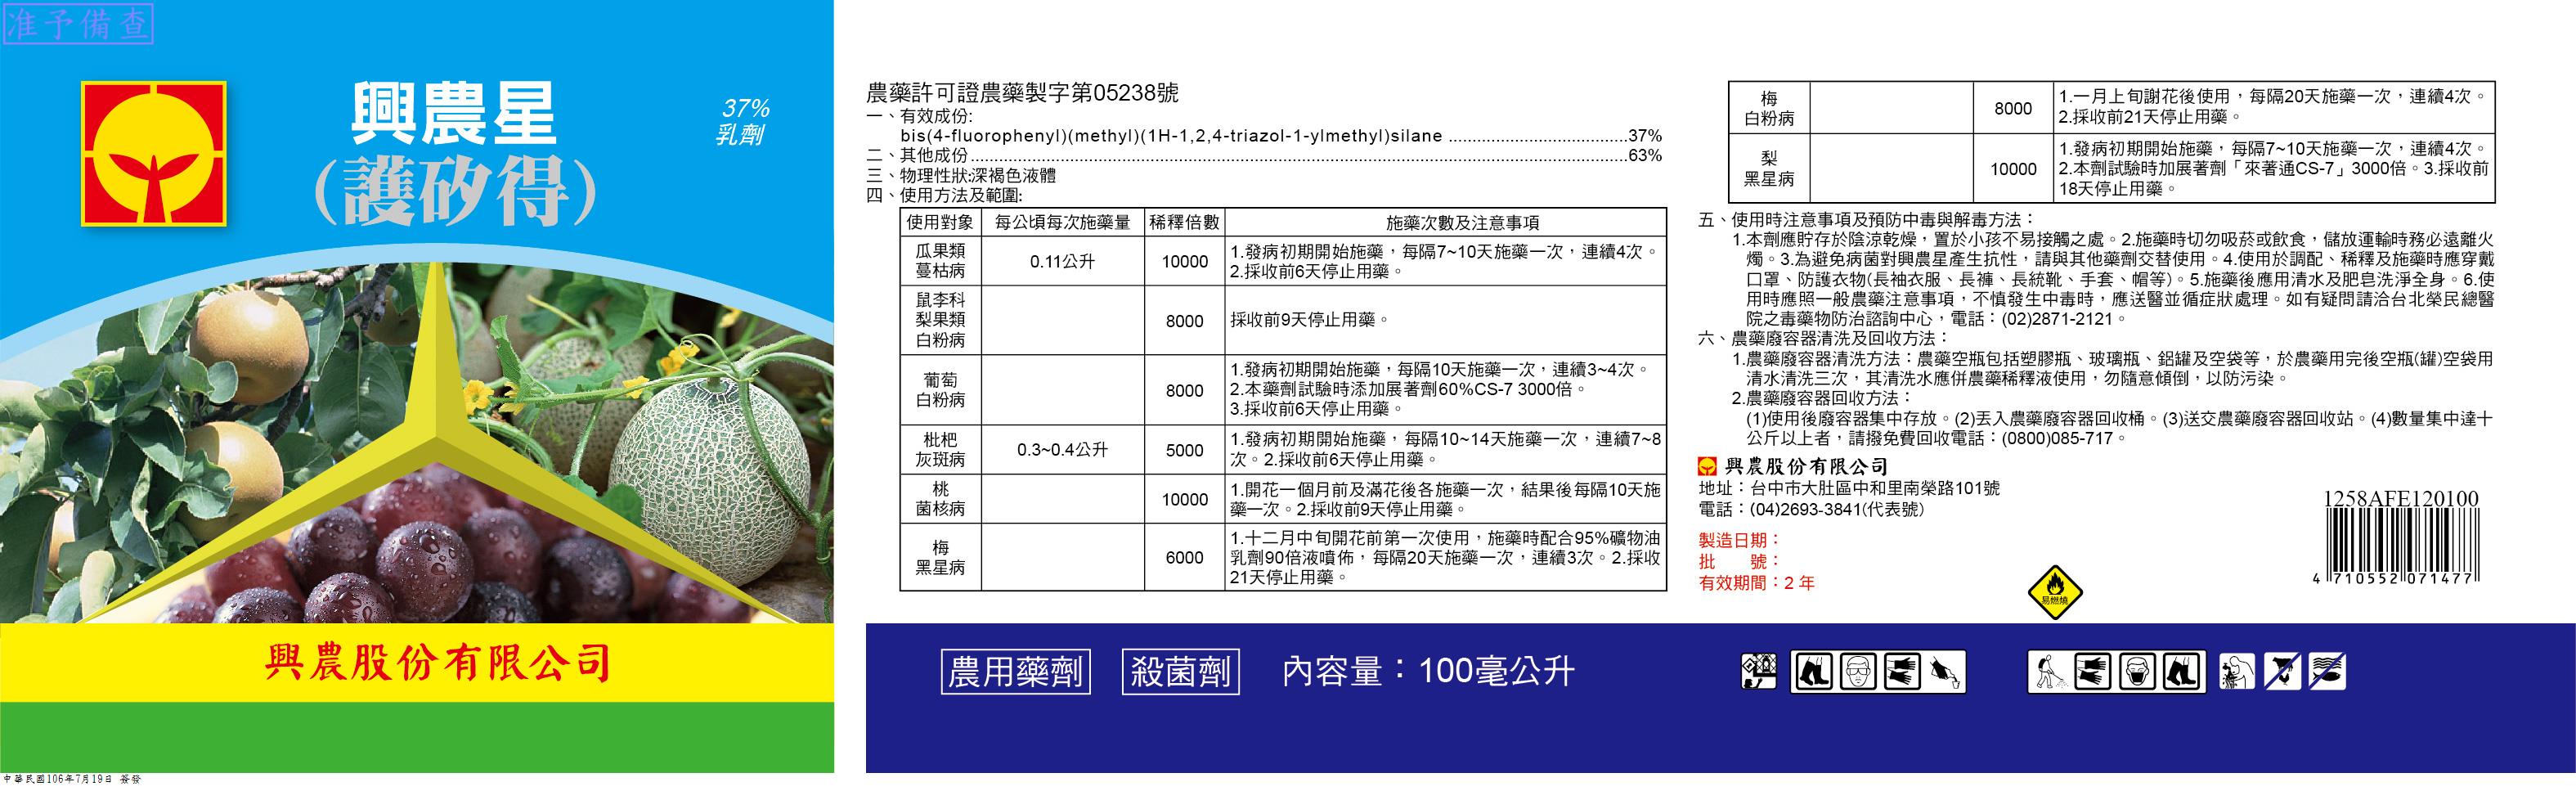 准予備查
興農星
(護矽得)
37%
乳劑
興農股份有限公司
中華民國106年7月19日 簽發
農藥許可證農藥製字第05238號
一、有效成份:
bis(4-fluorophenyl)(methyl)(1H-1,2,4-triazol-1-ylmethyl)silane ......................................37%
二、其他成份............................................................................................................63%
三、物理性狀:深褐色液體
四、使用方法及範圍:
使用對象 每公頃每次施藥量 稀釋倍數 施藥次數及注意事項
瓜果類
蔓枯病
0.11公升
10000
1.發病初期開始施藥，每隔7~10天施藥一次，連續4次。
2.採收前6天停止用藥。
鼠李科
梨果類
白粉病
8000
採收前9天停止用藥。
葡萄
白粉病
8000
1.發病初期開始施藥，每隔10天施藥一次，連續3~4次。
2.本藥劑試驗時添加展著劑60%CS-7 3000倍。
3.採收前6天停止用藥。
枇杷
灰斑病
0.3~0.4公升
5000
1.發病初期開始施藥，每隔10~14天施藥一次，連續7~8
次。2.採收前6天停止用藥。
桃
菌核病
10000
1.開花一個月前及滿花後各施藥一次，結果後每隔10天施
藥一次。2.採收前9天停止用藥。
梅
黑星病
6000
1.十二月中旬開花前第一次使用，施藥時配合95%礦物油
乳劑90倍液噴佈，每隔20天施藥一次，連續3次。2.採收
21天停止用藥。
梅
白粉病
8000
1.一月上旬謝花後使用，每隔20天施藥一次，連續4次。
2.採收前21天停止用藥。
梨
黑星病
10000
1.發病初期開始施藥，每隔7~10天施藥一次，連續4次。
2.本劑試驗時加展著劑「來著通CS-7」3000倍。3.採收前
18天停止用藥。
五、使用時注意事項及預防中毒與解毒方法：
1.本劑應貯存於陰涼乾燥，置於小孩不易接觸之處。2.施藥時切勿吸菸或飲食，儲放運輸時務必遠離火
燭。3.為避免病菌對興農星產生抗性，請與其他藥劑交替使用。4.使用於調配、稀釋及施藥時應穿戴
口罩、防護衣物(長袖衣服、長褲、長統靴、手套、帽等)。5.施藥後應用清水及肥皂洗淨全身。6.使
用時應照一般農藥注意事項，不慎發生中毒時，應送醫並循症狀處理。如有疑問請洽台北榮民總醫
院之毒藥物防治諮詢中心，電話：(02)2871-2121。
六、農藥廢容器清洗及回收方法：
1.農藥廢容器清洗方法：農藥空瓶包括塑膠瓶、玻璃瓶、鋁罐及空袋等，於農藥用完後空瓶(罐)空袋用
清水清洗三次，其清洗水應併農藥稀釋液使用，勿隨意傾倒，以防污染。
2.農藥廢容器回收方法：
(1)使用後廢容器集中存放。(2)丟入農藥廢容器回收桶。(3)送交農藥廢容器回收站。(4)數量集中達十
公斤以上者，請撥免費回收電話：(0800)085-717。
興農股份有限公司
地址：台中市大肚區中和里南榮路101號
電話：(04)2693-3841(代表號)
製造日期：
批 號：
有效期間：2 年
易燃燒
1258AFE120100
4 710552 071477
農用藥劑 殺菌劑 內容量：100毫公升